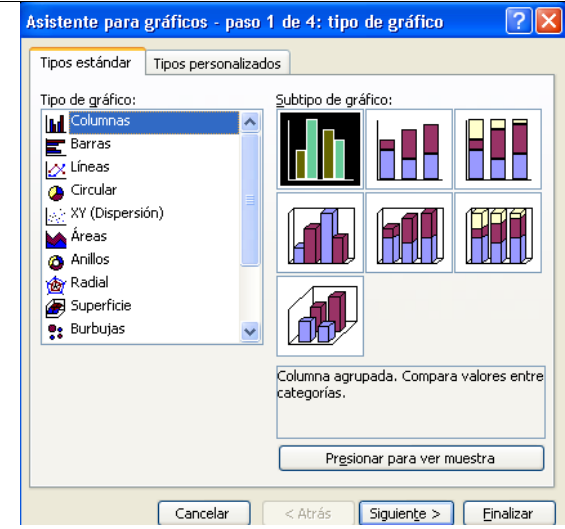 Asistente para gráficos - paso 1 de 4: tipo de gráfico
Tipos estándar
Tipos personalizados
Tipo de gráfico:
Columnas
Barras
Líneas
Circular
XY (Dispersión)
Áreas
Anillos
Radial
Superficie
Burbujas
Subtipo de gráfico:
Columna agrupada. Compara valores entre
categorías.
Presionar para ver muestra
Cancelar
< Atrás
Siguiente >
Finalizar